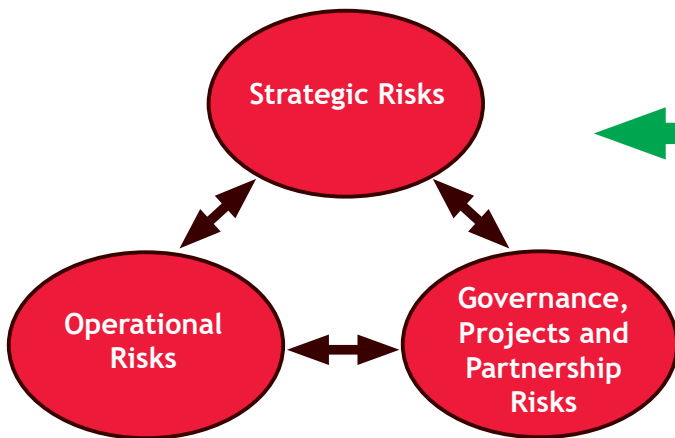 Strategic Risks
Operational
Risks
Governance,
Projects and
Partnership
Risks